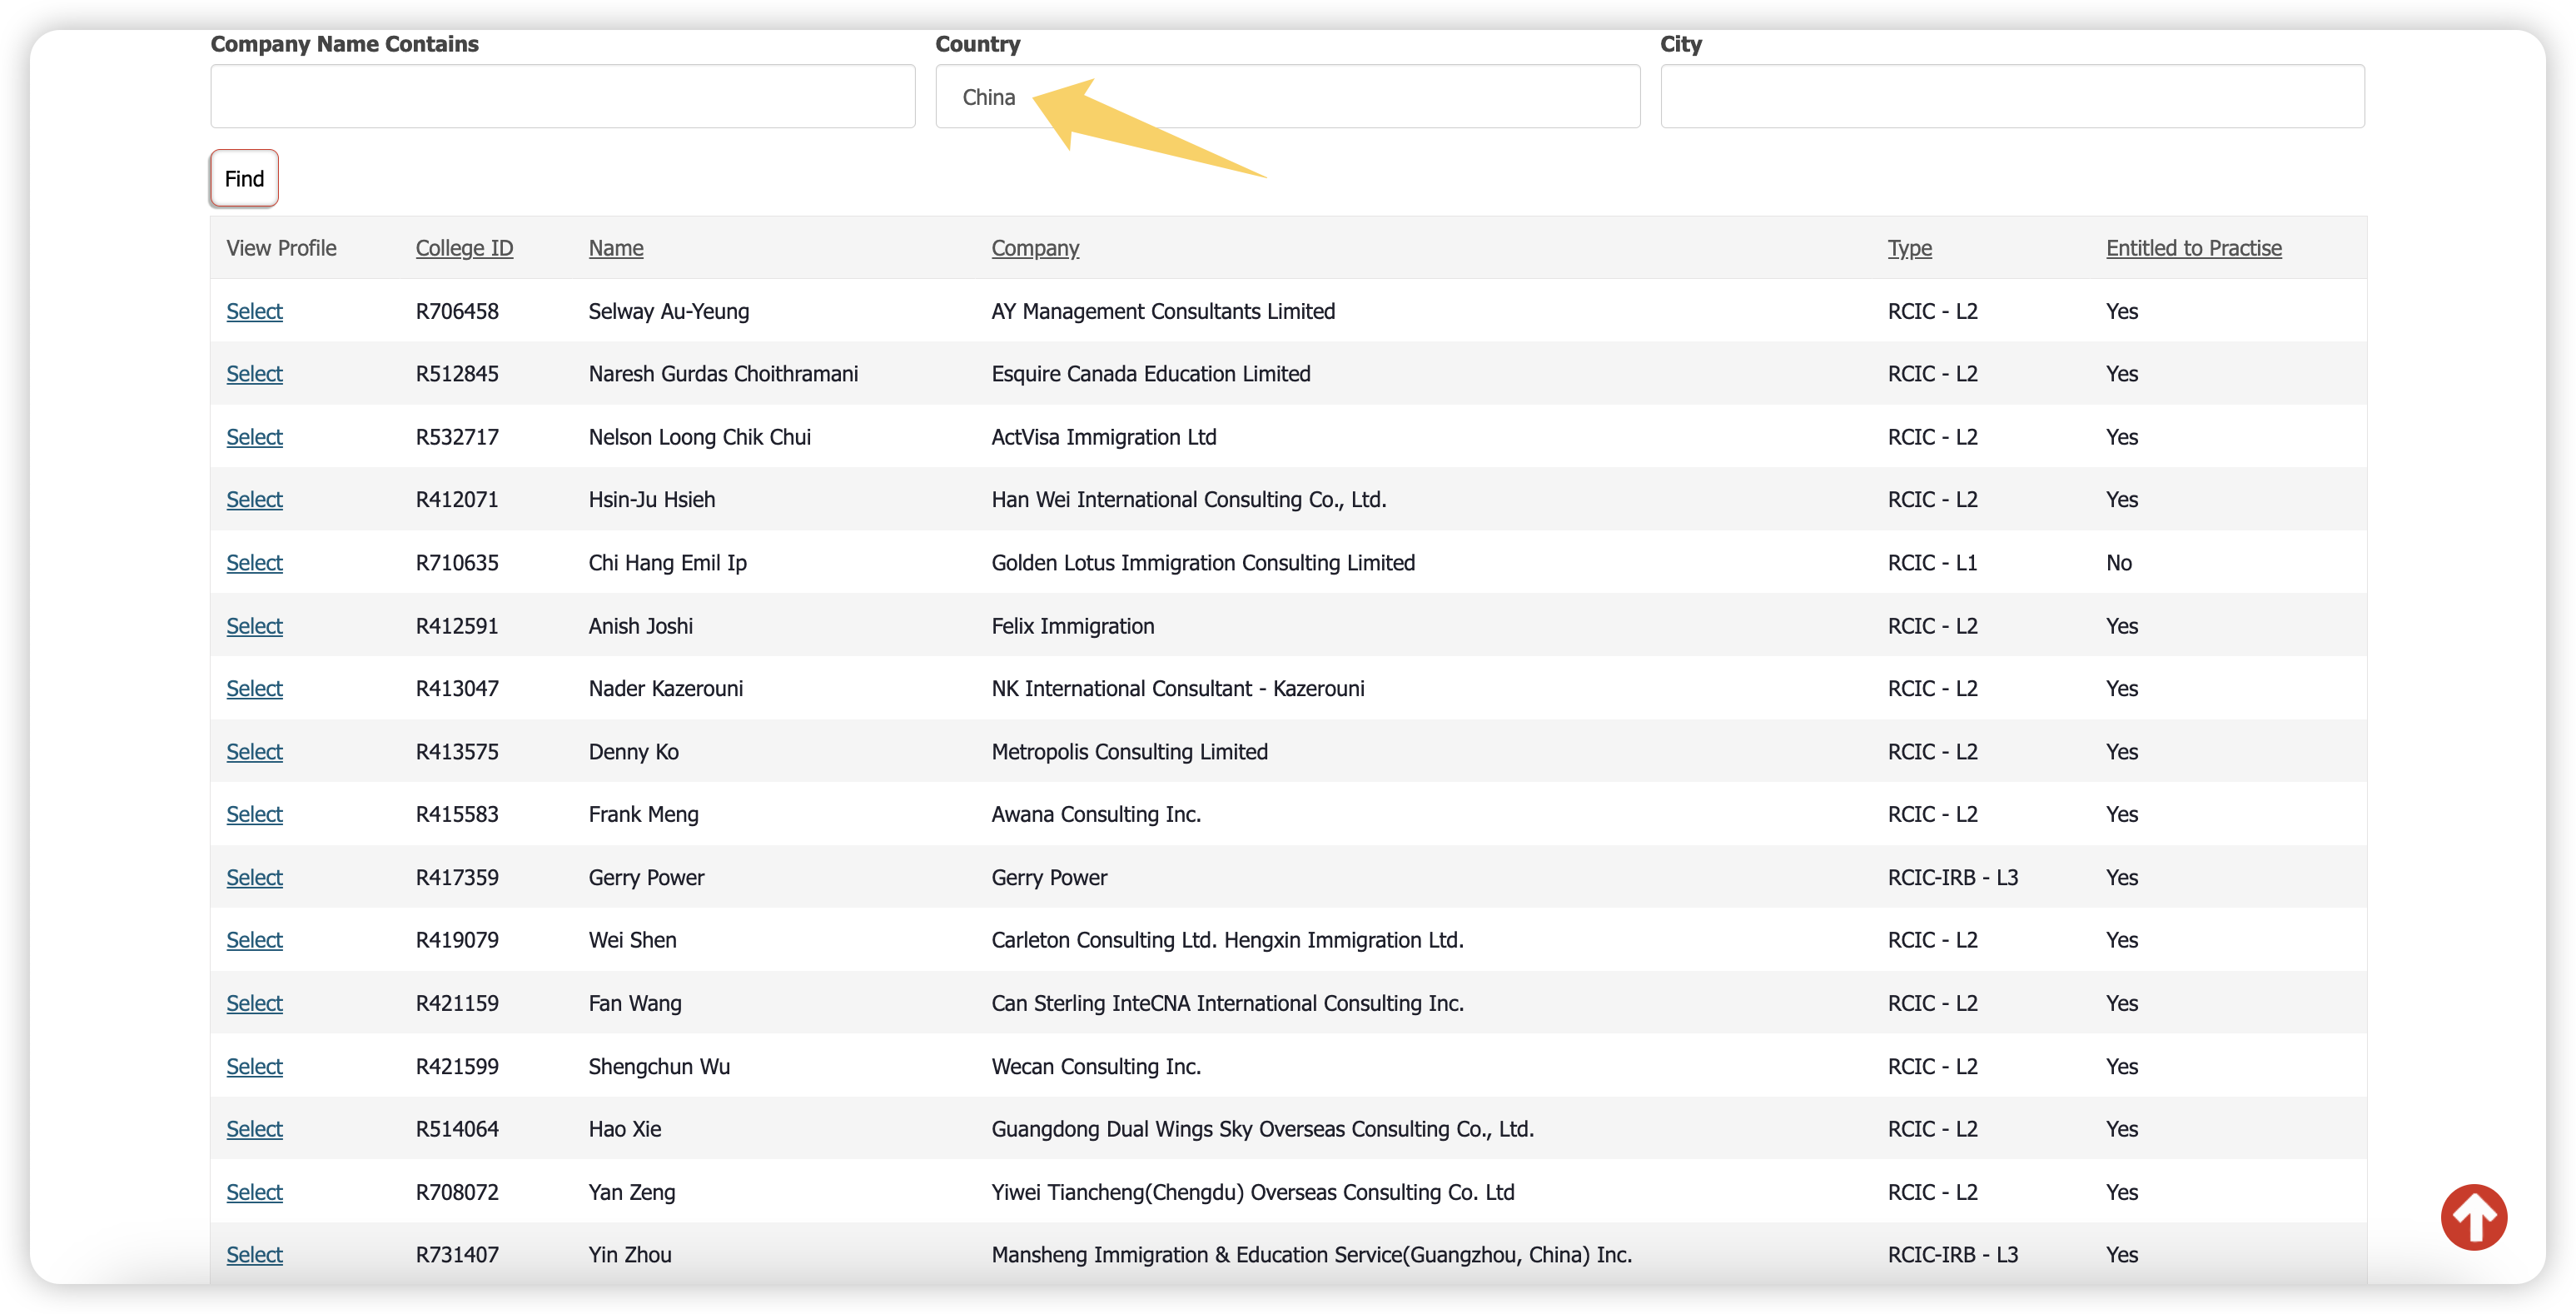 Company Name Contains Country City
China
Find
View Profile College ID Name Company Type Entitled to Practise
Select R706458 Selway Au-Yeung AY Management Consultants Limited RCIC - L2 Yes
Select R512845 Naresh Gurdas Choithramani Esquire Canada Education Limited RCIC - L2 Yes
Select R532717 Nelson Loong Chik Chui ActVisa Immigration Ltd RCIC - L2 Yes
Select R412071 Hsin-Ju Hsieh Han Wei International Consulting Co., Ltd. RCIC - L2 Yes
Select R710635 Chi Hang Emil Ip Golden Lotus Immigration Consulting Limited RCIC - L1 No
Select R412591 Anish Joshi Felix Immigration RCIC - L2 Yes
Select R413047 Nader Kazerouni NK International Consultant - Kazerouni RCIC - L2 Yes
Select R413575 Denny Ko Metropolis Consulting Limited RCIC - L2 Yes
Select R415583 Frank Meng Awana Consulting Inc. RCIC - L2 Yes
Select R417359 Gerry Power Gerry Power RCIC-IRB - L3 Yes
Select R419079 Wei Shen Carleton Consulting Ltd. Hengxin Immigration Ltd. RCIC - L2 Yes
Select R421159 Fan Wang Can Sterling InteCNA International Consulting Inc. RCIC - L2 Yes
Select R421599 Shengchun Wu Wecan Consulting Inc. RCIC - L2 Yes
Select R514064 Hao Xie Guangdong Dual Wings Sky Overseas Consulting Co., Ltd. RCIC - L2 Yes
Select R708072 Yan Zeng Yiwei Tiancheng(Chengdu) Overseas Consulting Co. Ltd RCIC - L2 Yes
Select R731407 Yin Zhou Mansheng Immigration & Education Service(Guangzhou, China) Inc. RCIC-IRB - L3 Yes